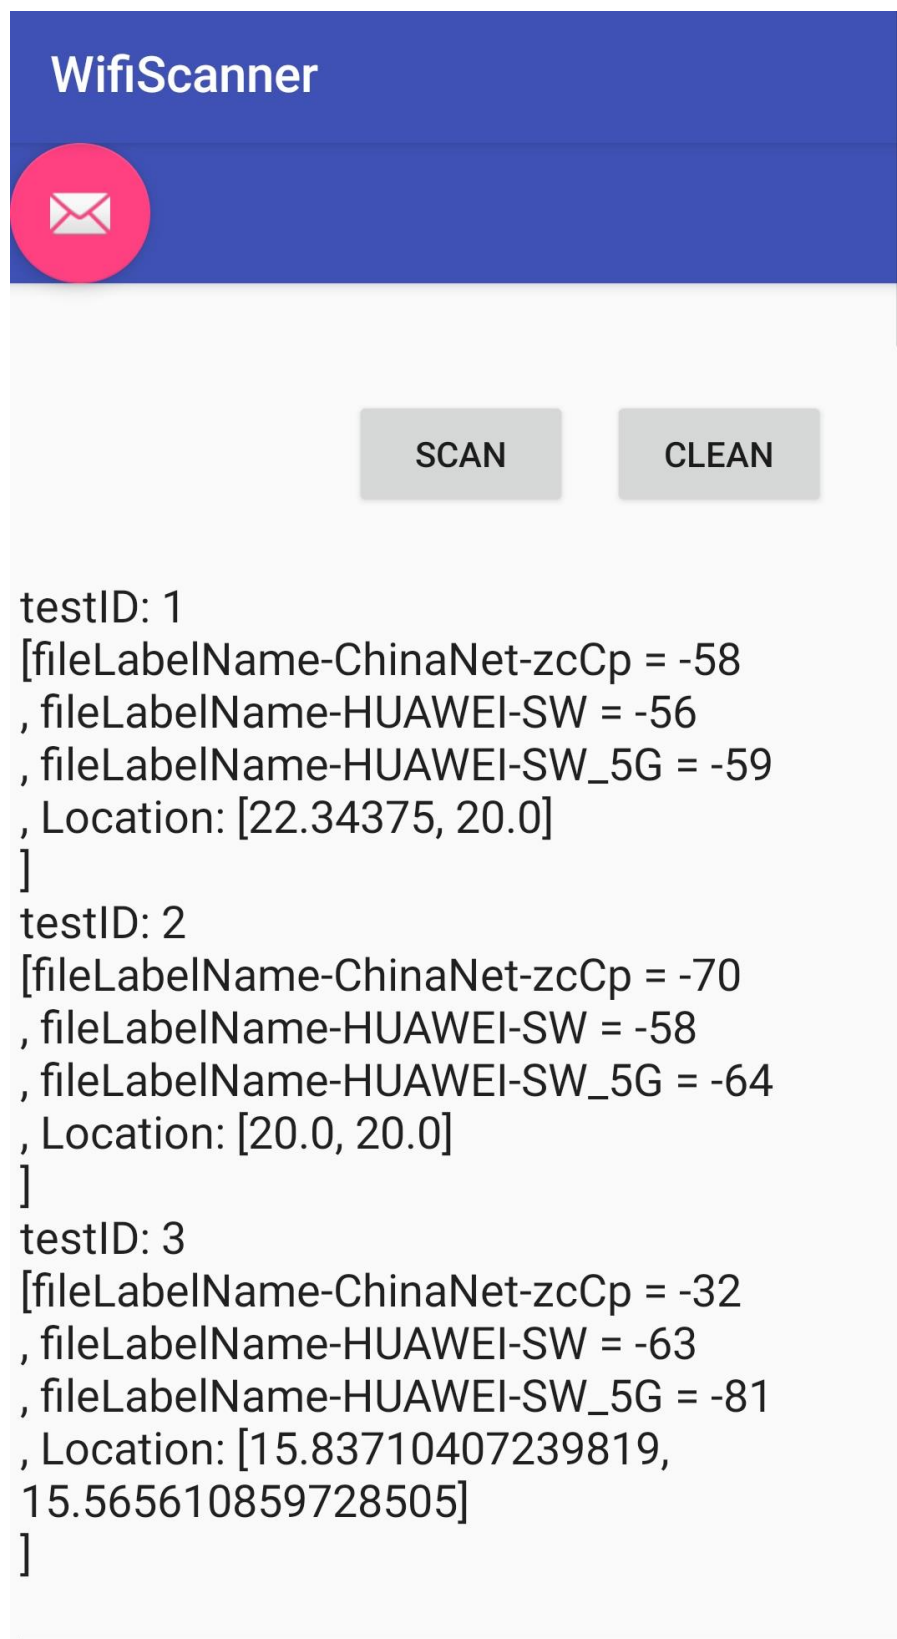 WifiScanner
SCAN CLEAN
testID: 1
[fileLabelName-ChinaNet-zcCp = -58
, fileLabelName-HUAWEI-SW = -56
, fileLabelName-HUAWEI-SW_5G = -59
, Location: [22.34375, 20.0]
]
testID: 2
[fileLabelName-ChinaNet-zcCp = -70
, fileLabelName-HUAWEI-SW = -58
, fileLabelName-HUAWEI-SW_5G = -64
, Location: [20.0, 20.0]
]
testID: 3
[fileLabelName-ChinaNet-zcCp = -32
, fileLabelName-HUAWEI-SW = -63
, fileLabelName-HUAWEI-SW_5G = -81
, Location: [15.83710407239819,
15.565610859728505]
]